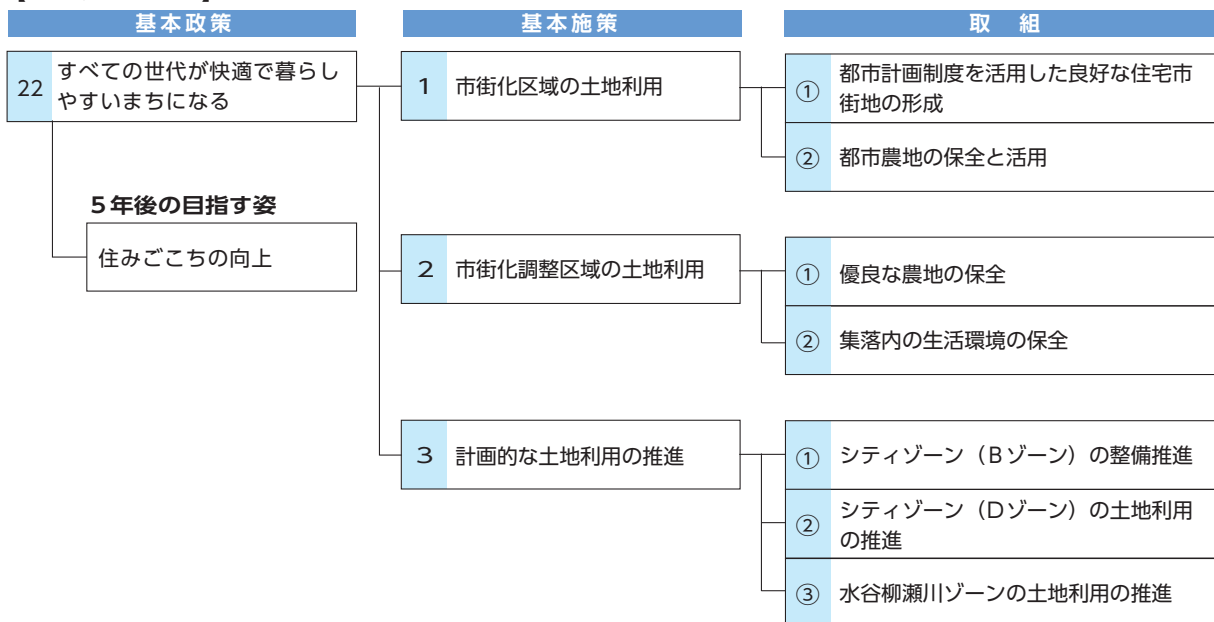 基本政策
基本施策
取 組
22
すべての世代が快適で暮らし
やすいまちになる
5年後の目指す姿
住みごこちの向上
1 市街化区域の土地利用
① 都市計画制度を活用した良好な住宅市
街地の形成
② 都市農地の保全と活用
2 市街化調整区域の土地利用
① 優良な農地の保全
② 集落内の生活環境の保全
3 計画的な土地利用の推進
① シティゾーン（Bゾーン）の整備推進
② シティゾーン（Dゾーン）の土地利用
の推進
③ 水谷柳瀬川ゾーンの土地利用の推進